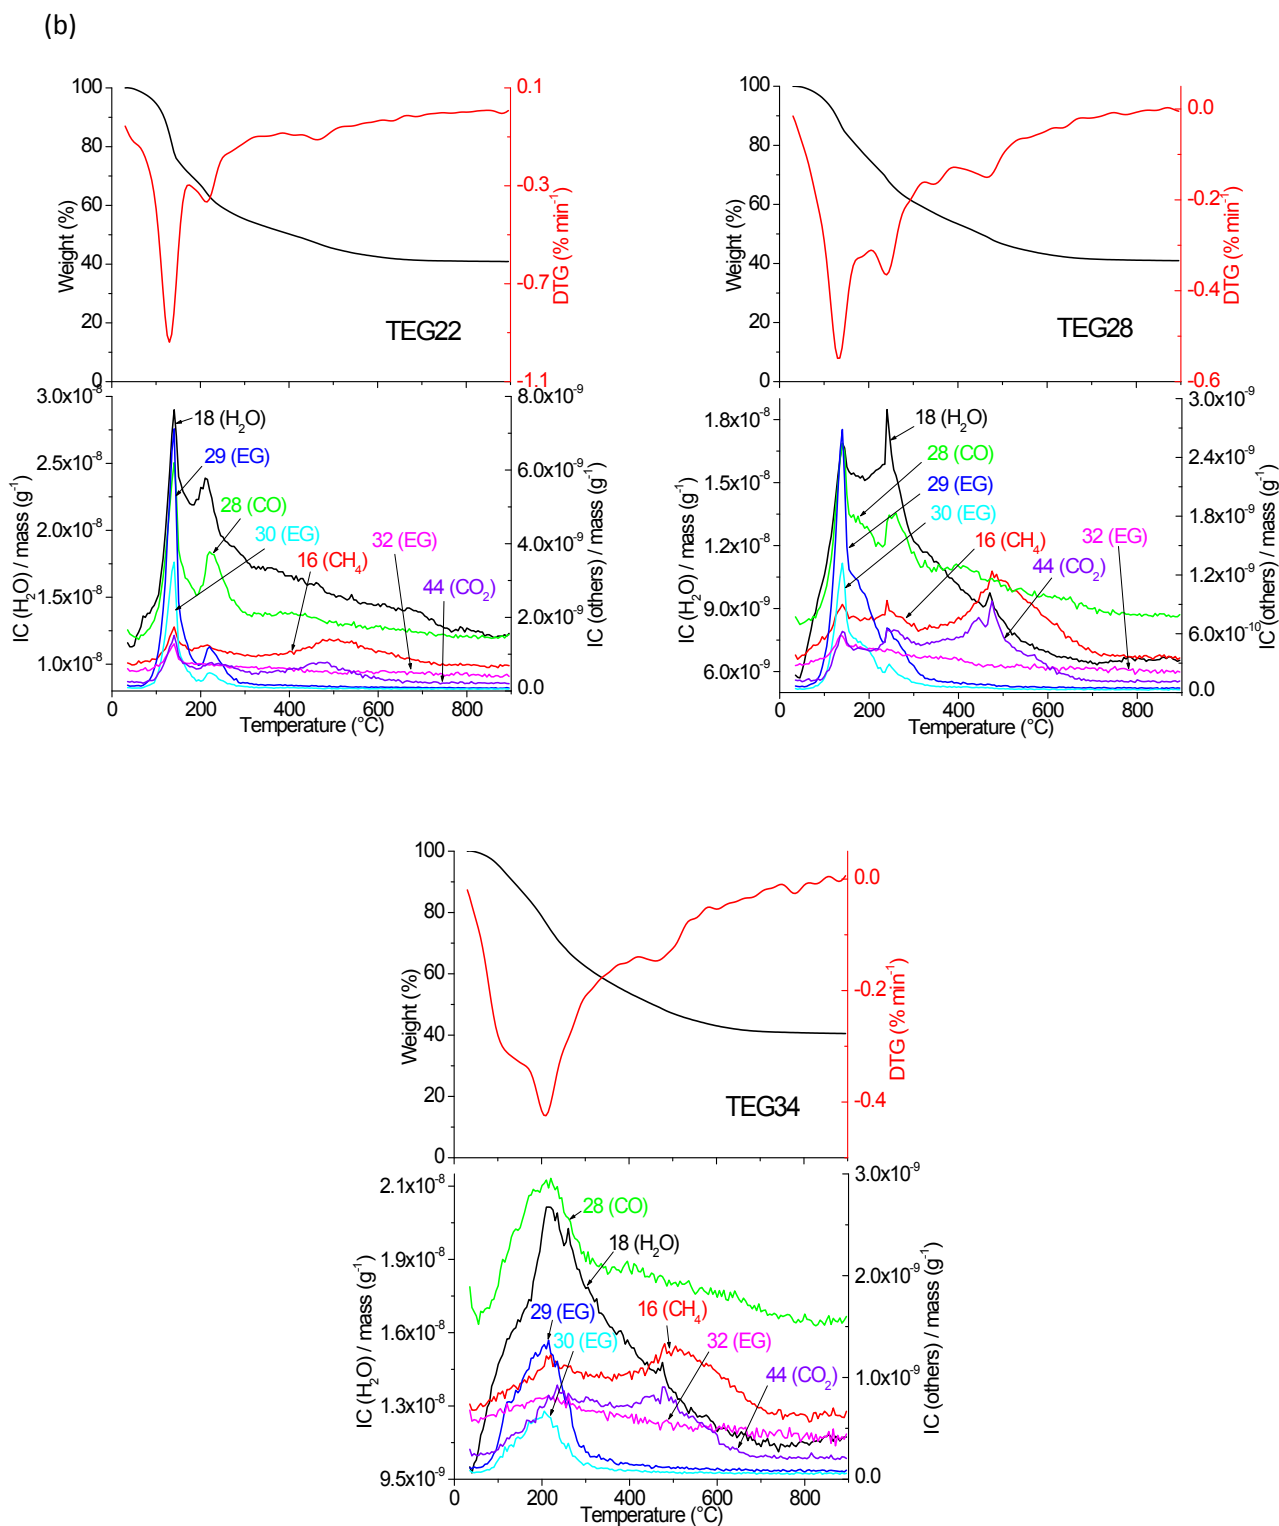 (b)
100
80
60
40
20
0
Weight (%)
0.1
-0.3
-0.7
-1.1
DTG (% min⁻¹)
TEG22
3.0x10⁻⁸
2.5x10⁻⁸
2.0x10⁻⁸
1.5x10⁻⁸
1.0x10⁻⁸
IC (H₂O) / mass (g⁻¹)
8.0x10⁻⁹
6.0x10⁻⁹
4.0x10⁻⁹
2.0x10⁻⁹
0.0
IC (others) / mass (g⁻¹)
18 (H₂O)
29 (EG)
28 (CO)
30 (EG)
32 (EG)
16 (CH₄)
44 (CO₂)
0 200 400 600 800
Temperature (°C)
100
80
60
40
20
0
Weight (%)
0.0
-0.2
-0.4
-0.6
DTG (% min⁻¹)
TEG28
1.8x10⁻⁸
1.5x10⁻⁸
1.2x10⁻⁸
9.0x10⁻⁹
6.0x10⁻⁹
IC (H₂O) / mass (g⁻¹)
3.0x10⁻⁹
2.4x10⁻⁹
1.8x10⁻⁹
1.2x10⁻⁹
6.0x10⁻¹⁰
0.0
IC (others) / mass (g⁻¹)
18 (H₂O)
28 (CO)
29 (EG)
30 (EG)
16 (CH₄)
32 (EG)
44 (CO₂)
0 200 400 600 800
Temperature (°C)
100
80
60
40
20
0
Weight (%)
0.0
-0.2
-0.4
DTG (% min⁻¹)
TEG34
2.1x10⁻⁸
1.9x10⁻⁸
1.6x10⁻⁸
1.3x10⁻⁸
9.5x10⁻⁹
IC (H₂O) / mass (g⁻¹)
3.0x10⁻⁹
2.0x10⁻⁹
1.0x10⁻⁹
0.0
IC (others) / mass (g⁻¹)
28 (CO)
18 (H₂O)
29 (EG)
16 (CH₄)
30 (EG)
32 (EG)
44 (CO₂)
0 200 400 600 800
Temperature (°C)